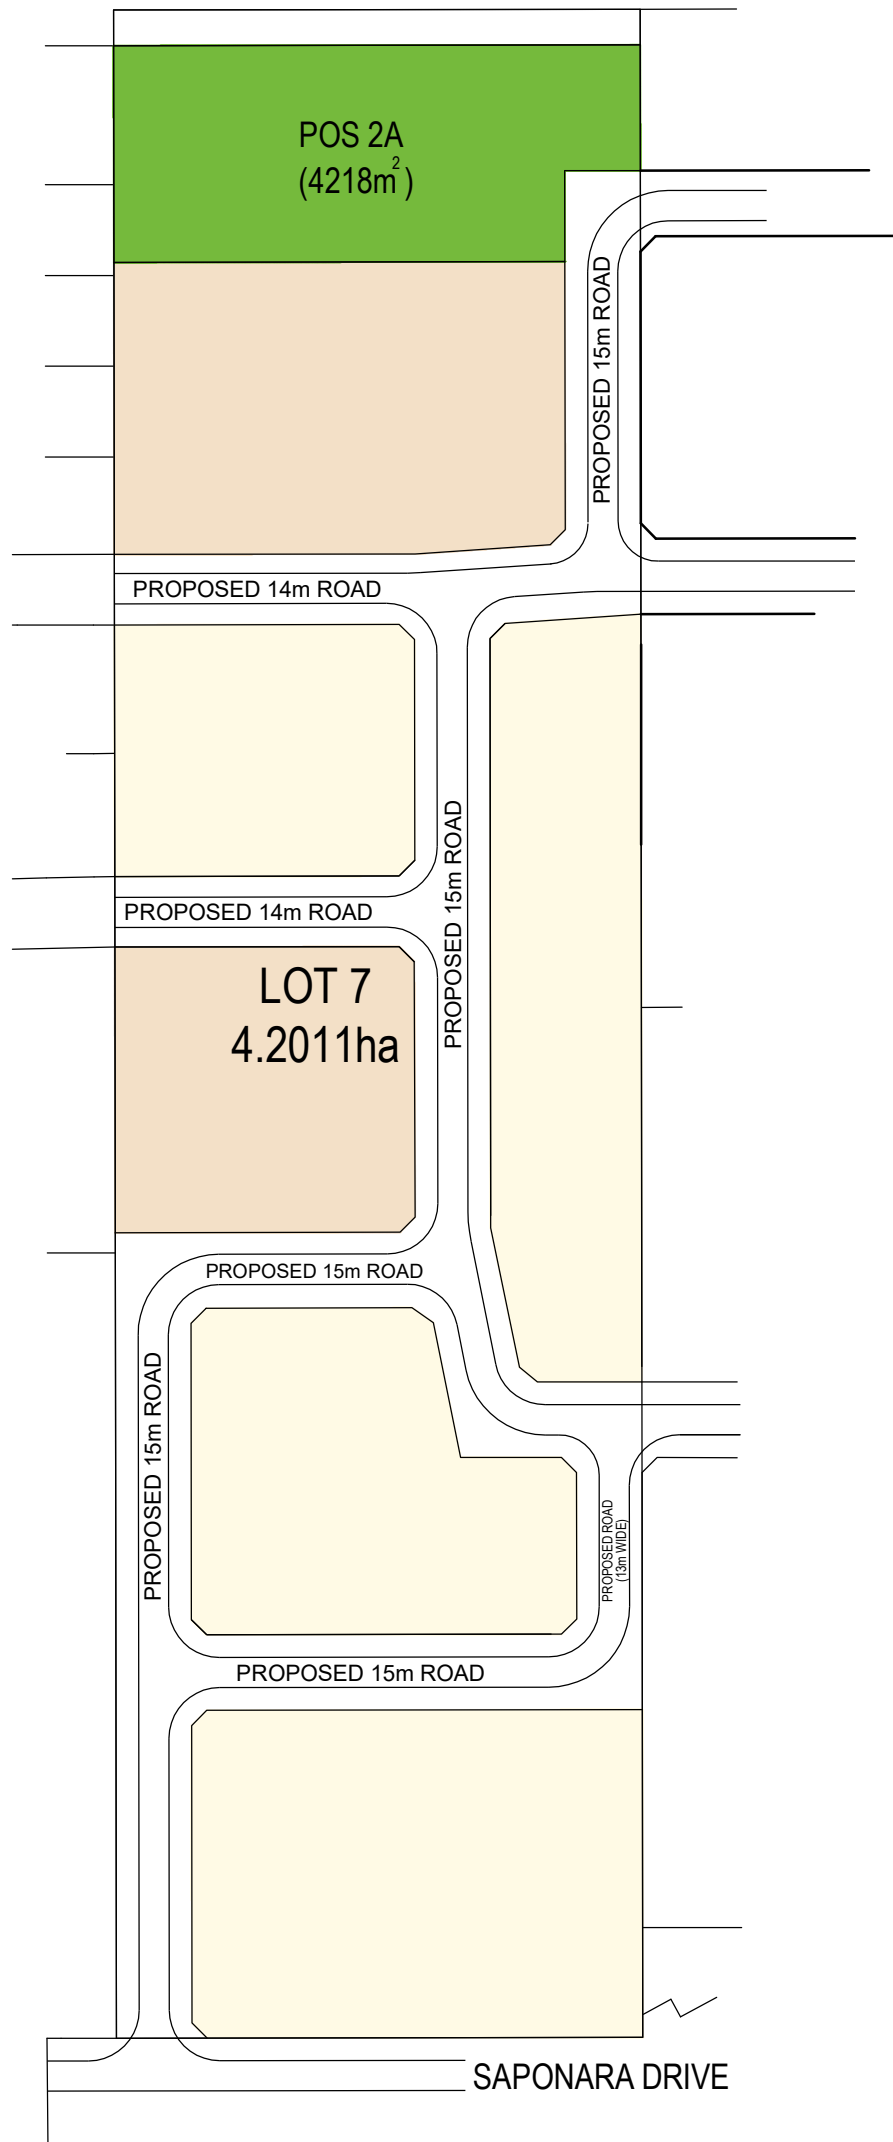 POS 2A
(4218m²)
PROPOSED 15m ROAD
PROPOSED 14m ROAD
PROPOSED 15m ROAD
PROPOSED 14m ROAD
LOT 7
4.2011ha
PROPOSED 15m ROAD
PROPOSED 15m ROAD
PROPOSED ROAD
(13m WIDE)
PROPOSED 15m ROAD
SAPONARA DRIVE